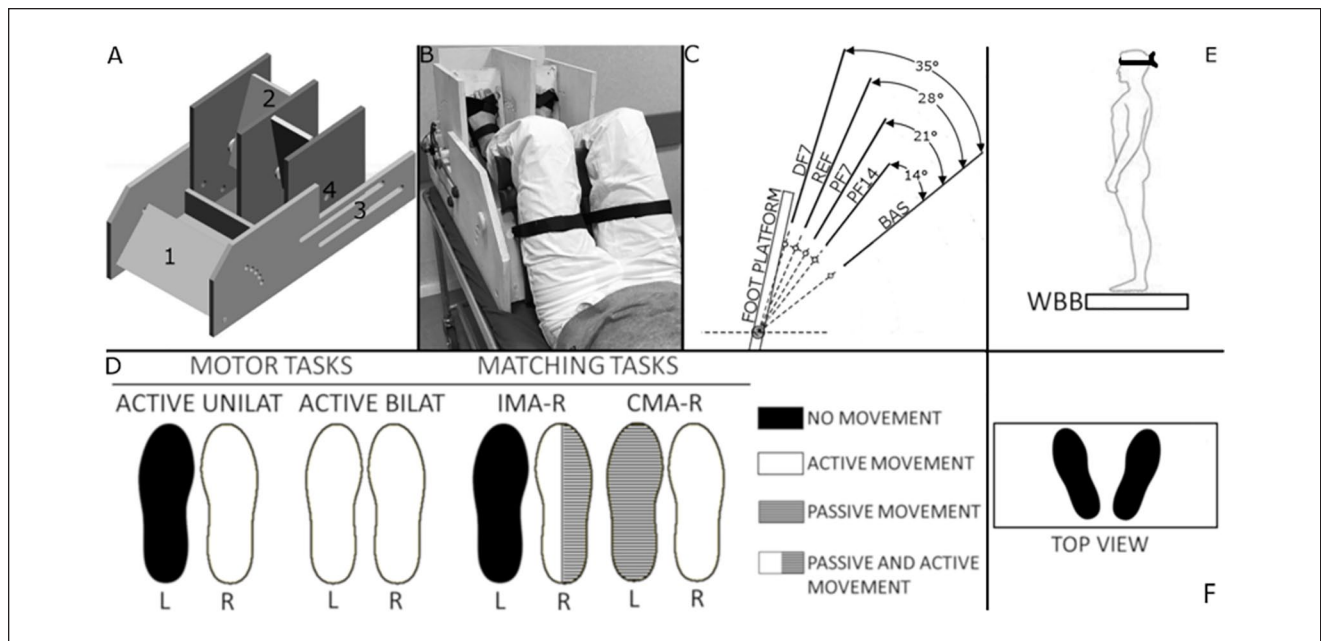 A
1
2
3
4
B
C
35°
28°
21°
14°
DF7
REF
PF7
PF14
BAS
FOOT PLATFORM
E
WBB
D
MOTOR TASKS MATCHING TASKS
ACTIVE UNILAT ACTIVE BILAT IMA-R CMA-R
L R L R L R L R
NO MOVEMENT
ACTIVE MOVEMENT
PASSIVE MOVEMENT
PASSIVE AND ACTIVE
MOVEMENT
TOP VIEW
F